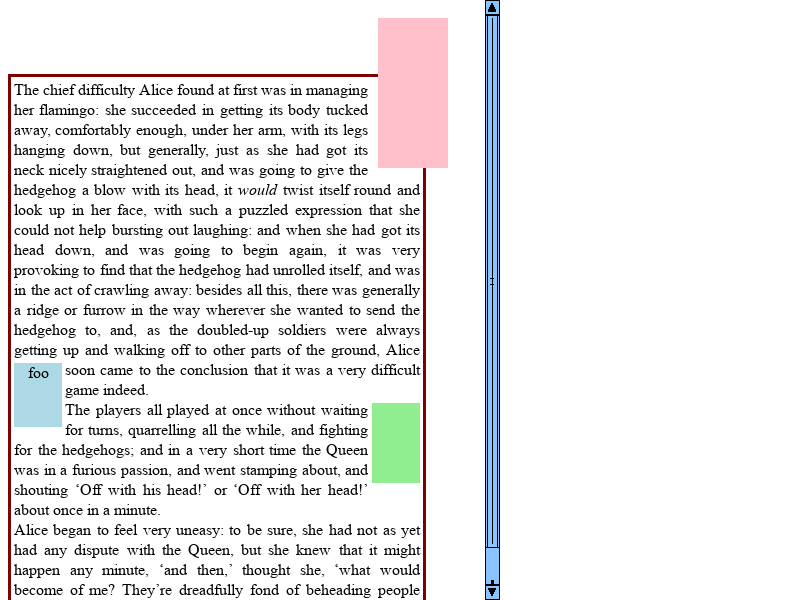 The chief difficulty Alice found at first was in managing
her flamingo: she succeeded in getting its body tucked
away, comfortably enough, under her arm, with its legs
hanging down, but generally, just as she had got its
neck nicely straightened out, and was going to give the
hedgehog a blow with its head, it would twist itself round and
look up in her face, with such a puzzled expression that she
could not help bursting out laughing: and when she had got its
head down, and was going to begin again, it was very
provoking to find that the hedgehog had unrolled itself, and was
in the act of crawling away: besides all this, there was generally
a ridge or furrow in the way wherever she wanted to send the
hedgehog to, and, as the doubled-up soldiers were always
getting up and walking off to other parts of the ground, Alice
foo
soon came to the conclusion that it was a very difficult
game indeed.
The players all played at once without waiting
for turns, quarrelling all the while, and fighting
for the hedgehogs; and in a very short time the Queen
was in a furious passion, and went stamping about, and
shouting ‘Off with his head!’ or ‘Off with her head!’
about once in a minute.
Alice began to feel very uneasy: to be sure, she had not as yet
had any dispute with the Queen, but she knew that it might
happen any minute, ‘and then,’ thought she, ‘what would
become of me? They’re dreadfully fond of beheading people